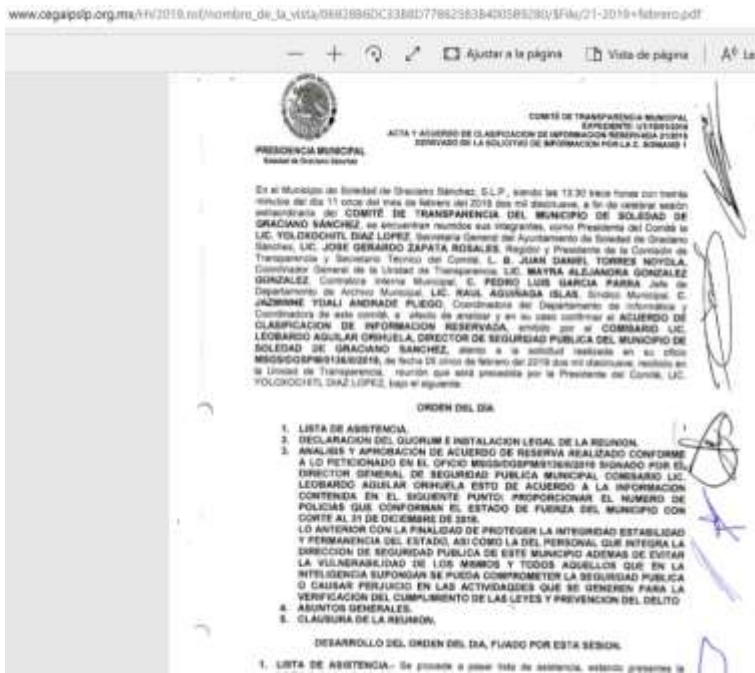 Ajustar a la página
Vista de página
COMITÉ DE TRANSPARENCIA MUNICIPAL
ACTA Y ACUERDO DE CLASIFICACION DE INFORMACION RESERVADA 21/2019
DERIVADO DE LA SOLICITUD DE INFORMACION POR LA C.
PRESIDENCIA MUNICIPAL
Soledad de Graciano Sánchez
En el Municipio de Soledad de Graciano Sánchez, S.L.P., siendo las 13:30 trece horas con treinta
minutos del día 11 once del mes de febrero del 2019 dos mil diecinueve, a fin de celebrar sesión
extraordinaria del COMITÉ DE TRANSPARENCIA DEL MUNICIPIO DE SOLEDAD DE
GRACIANO SÁNCHEZ, se encuentran reunidos sus integrantes, como Presidenta del Comité la
LIC. YOLOXOCHITL DIAZ LOPEZ, Secretaria General del Ayuntamiento de Soledad de Graciano
Sánchez, LIC. JOSE GERARDO ZAPATA ROSALES, Regidor y Presidente de la Comisión de
Transparencia y Secretario Técnico del Comité, L. B. JUAN DANIEL TORRES NOYOLA,
Coordinador General de la Unidad de Transparencia, LIC. MAYRA ALEJANDRA GONZALEZ
GONZALEZ, Contralora Interna Municipal, C. PEDRO LUIS GARCIA PARRA Jefe de
Departamento de Archivo Municipal, LIC. RAUL AGUIÑAGA ISLAS, Síndico Municipal, C.
JAZMINNE YDALI ANDRADE PLIEGO, Coordinadora del Departamento de informática y
Coordinadora de este comité, a efecto de analizar y en su caso confirmar el ACUERDO DE
CLASIFICACIÓN DE INFORMACION RESERVADA, emitido por el COMISARIO LIC.
LEOBARDO AGUILAR ORIHUELA, DIRECTOR DE SEGURIDAD PUBLICA DEL MUNICIPIO DE
SOLEDAD DE GRACIANO SANCHEZ, atento a la solicitud realizada en su oficio
de fecha 05 cinco de febrero del 2019 dos mil diecinueve, recibido en
la Unidad de Transparencia, reunión que será precedida por la Presidenta del Comité, LIC.
YOLOXOCHITL DIAZ LOPEZ, bajo el siguiente:
ORDEN DEL DIA
1. LISTA DE ASISTENCIA.
2. DECLARACION DEL QUORUM E INSTALACION LEGAL DE LA REUNION.
3. ANALISIS Y APROBACIÓN DE ACUERDO DE RESERVA REALIZADO CONFORME
A LO PETICIONADO EN EL OFICIO SIGNADO POR EL
DIRECTOR GENERAL DE SEGURIDAD PUBLICA MUNICIPAL COMISARIO LIC.
LEOBARDO AGUILAR ORIHUELA ESTO DE ACUERDO A LA INFORMACION
CONTENIDA EN EL SIGUIENTE PUNTO: PROPORCIONAR EL NUMERO DE
POLICIAS QUE CONFORMAN EL ESTADO DE FUERZA DEL MUNICIPIO CON
CORTE AL 31 DE DICIEMBRE DE 2018.
LO ANTERIOR CON LA FINALIDAD DE PROTEGER LA INTEGRIDAD ESTABILIDAD
Y PERMANENCIA DEL ESTADO, ASI COMO LA DEL PERSONAL QUE INTEGRA LA
DIRECCION DE SEGURIDAD PUBLICA DE ESTE MUNICIPIO ADEMAS DE EVITAR
LA VULNERABILIDAD DE LOS MISMOS Y TODOS AQUELLOS QUE EN LA
INTELIGENCIA SUPONGAN SE PUEDA COMPROMETER LA SEGURIDAD PUBLICA
O CAUSAR PERJUICIO EN LAS ACTIVIDAQDES QUE SE GENEREN PARA LA
VERIFICACION DEL CUMPLIMIENTO DE LAS LEYES Y PREVENCION DEL DELITO
4. ASUNTOS GENERALES.
5. CLAUSURA DE LA REUNION.
DESARROLLO DEL ORDEN DEL DIA, FIJADO POR ESTA SESION.
1. LISTA DE ASISTENCIA.- Se procede a pasar lista de asistencia, estando presentes la